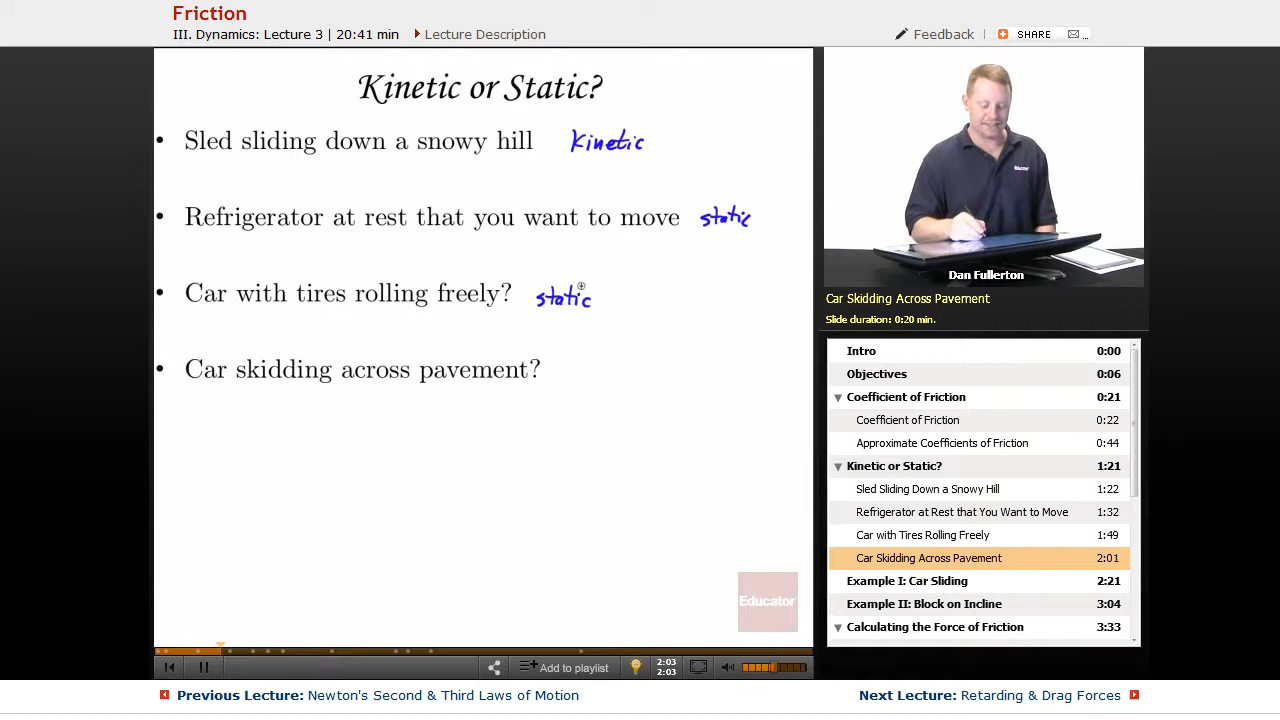 Friction
III. Dynamics: Lecture 3 | 20:41 min Lecture Description
Feedback SHARE ...
Kinetic or Static?
• Sled sliding down a snowy hill kinetic
• Refrigerator at rest that you want to move static
• Car with tires rolling freely? static
• Car skidding across pavement?
Educator
Dan Fullerton
Car Skidding Across Pavement
Slide duration: 0:20 min.
Intro 0:00
Objectives 0:06
Coefficient of Friction 0:21
Coefficient of Friction 0:22
Approximate Coefficients of Friction 0:44
Kinetic or Static? 1:21
Sled Sliding Down a Snowy Hill 1:22
Refrigerator at Rest that You Want to Move 1:32
Car with Tires Rolling Freely 1:49
Car Skidding Across Pavement 2:01
Example I: Car Sliding 2:21
Example II: Block on Incline 3:04
Calculating the Force of Friction 3:33
Add to playlist 2:03
2:03
Previous Lecture: Newton's Second & Third Laws of Motion Next Lecture: Retarding & Drag Forces